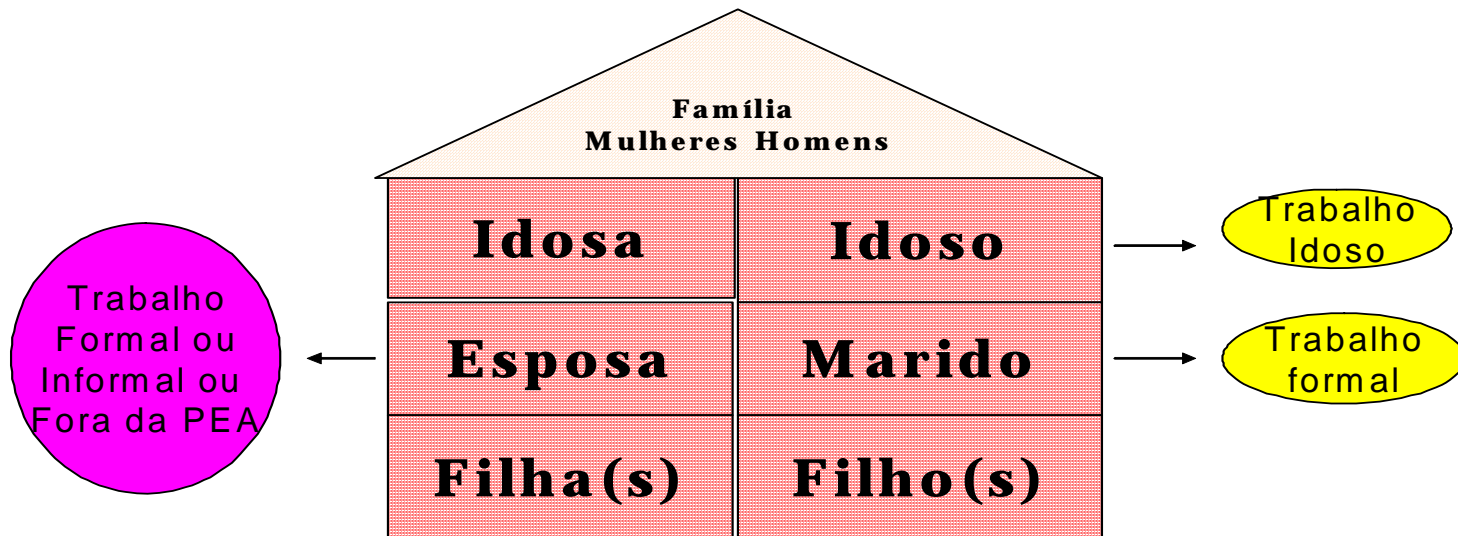 Família
Mulheres Homens
Idosa
Idoso
Trabalho
Idoso
Trabalho
Formal ou
Informal ou
Fora da PEA
Esposa
Marido
Trabalho
formal
Filha(s)
Filho(s)